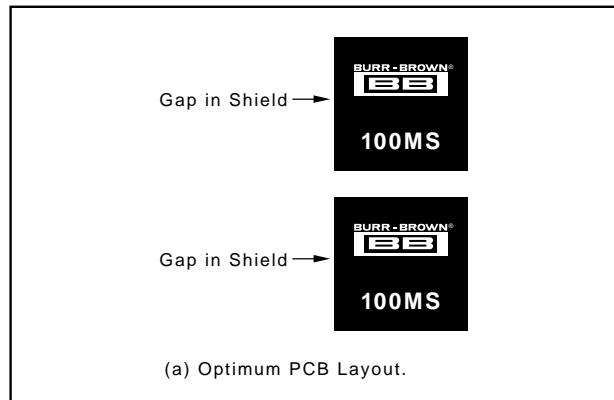 BURR-BROWN®
BB
Gap in Shield
100MS
BURR-BROWN®
BB
Gap in Shield
100MS
(a) Optimum PCB Layout.